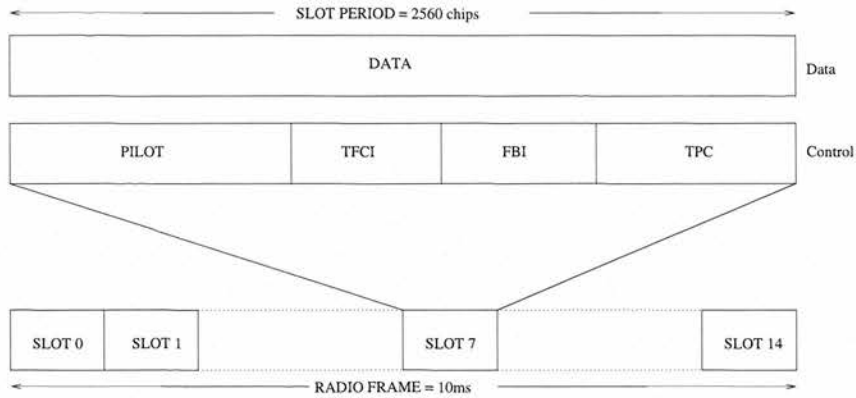 SLOT PERIOD = 2560 chips
DATA
Data
PILOT TFCI FBI TPC
Control
SLOT 0 SLOT 1 SLOT 7 SLOT 14
RADIO FRAME = 10ms